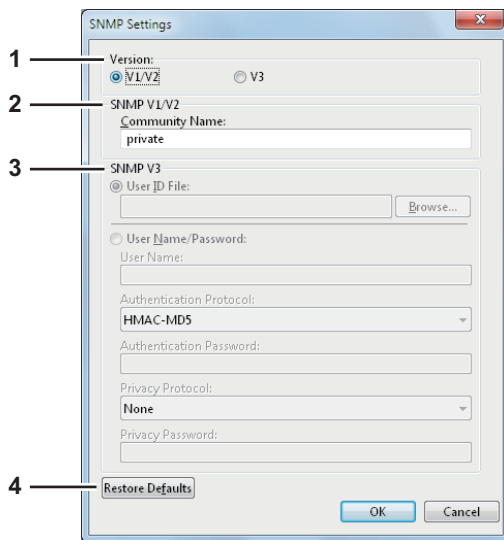 SNMP Settings
1
Version:
V1/V2
V3
2
SNMP V1/V2
Community Name:
private
3
SNMP V3
User ID File:
Browse...
User Name/Password:
User Name:
Authentication Protocol:
HMAC-MD5
Authentication Password:
Privacy Protocol:
None
Privacy Password:
4
Restore Defaults
OK
Cancel